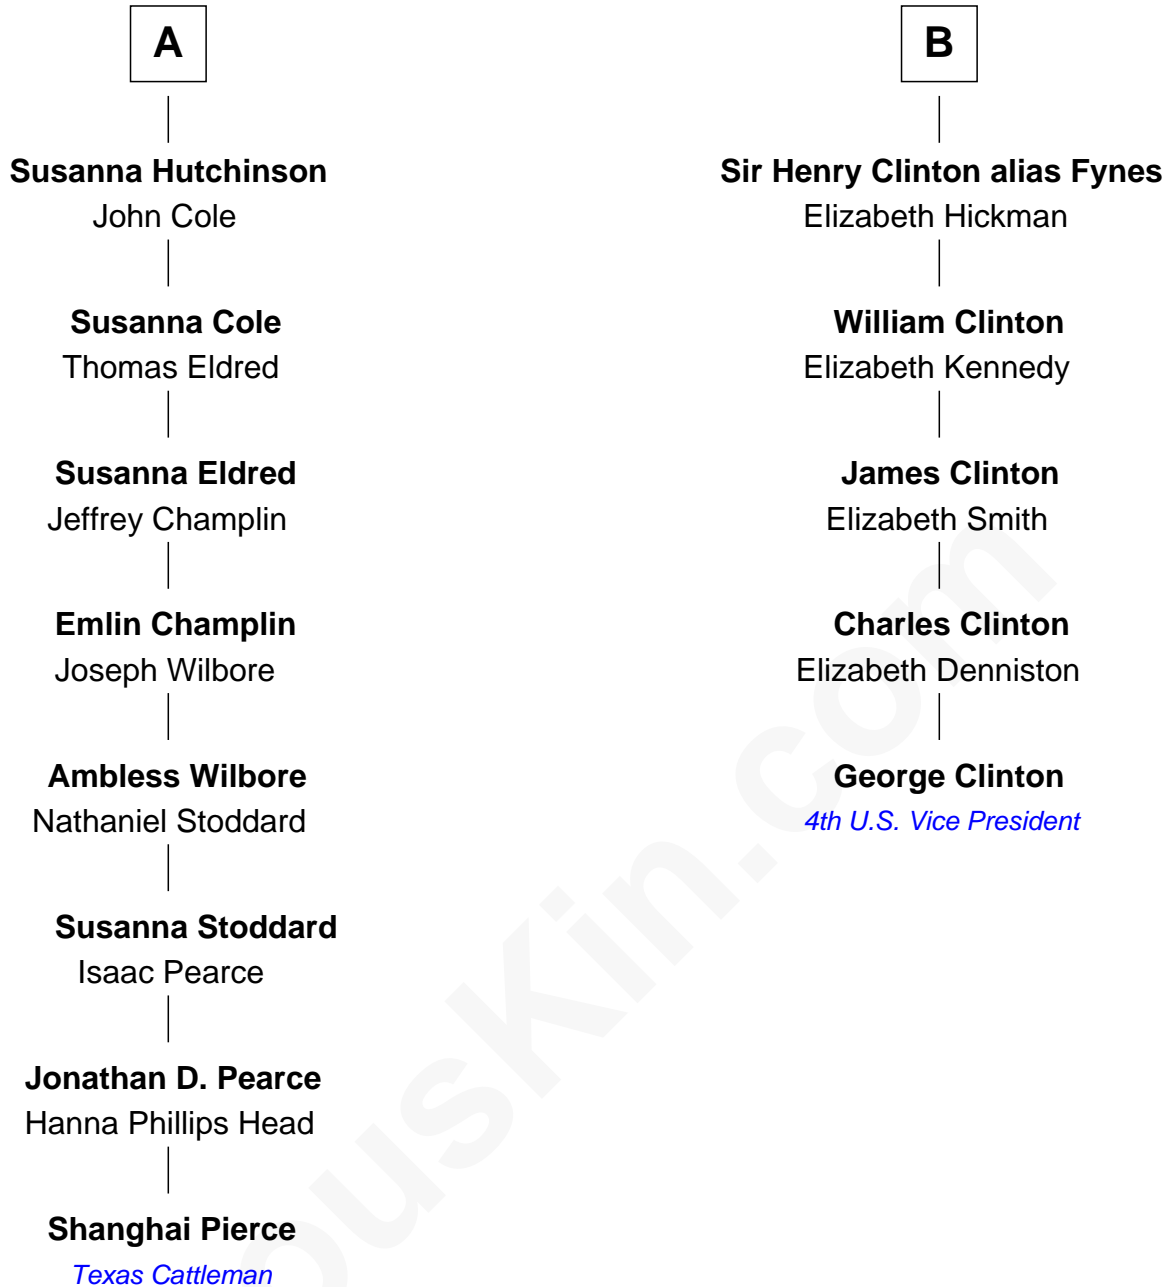 A
Susanna Hutchinson
John Cole
Susanna Cole
Thomas Eldred
Susanna Eldred
Jeffrey Champlin
Emlin Champlin
Joseph Wilbore
Ambless Wilbore
Nathaniel Stoddard
Susanna Stoddard
Isaac Pearce
Jonathan D. Pearce
Hanna Phillips Head
Shanghai Pierce
Texas Cattleman
B
Sir Henry Clinton alias Fynes
Elizabeth Hickman
William Clinton
Elizabeth Kennedy
James Clinton
Elizabeth Smith
Charles Clinton
Elizabeth Denniston
George Clinton
4th U.S. Vice President
ousKin.com